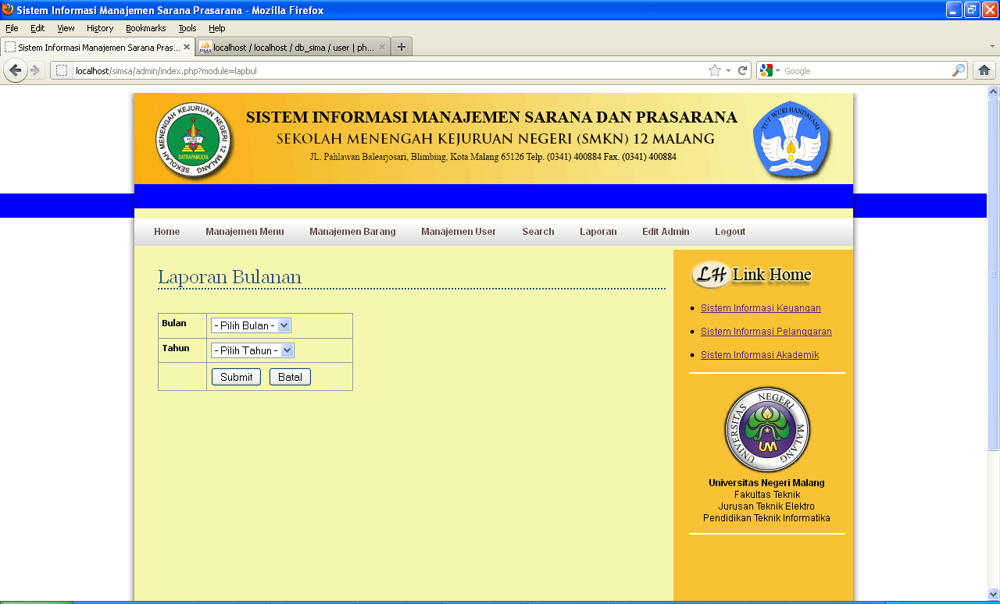 Sistem Informasi Manajemen Sarana Prasarana - Mozilla Firefox
File Edit View History Bookmarks Tools Help
Sistem Informasi Manajemen Sarana Pras... localhost / localhost / db_sima / user | ph...
localhost/simsa/admin/index.php?module=lapbul
Google
SEKOLAH MENENGAH KEJURUAN NEGERI 12 MALANG
SATRAPAMULYA
SISTEM INFORMASI MANAJEMEN SARANA DAN PRASARANA
SEKOLAH MENENGAH KEJURUAN NEGERI (SMKN) 12 MALANG
JL. Pahlawan Balearjosari, Blimbing, Kota Malang 65126 Telp. (0341) 400884 Fax. (0341) 400884
TUT WURI HANDAYANI
Home Manajemen Menu Manajemen Barang Manajemen User Search Laporan Edit Admin Logout
Laporan Bulanan
Bulan - Pilih Bulan -
Tahun - Pilih Tahun -
Submit Batal
LH Link Home
Sistem Informasi Keuangan
Sistem Informasi Pelanggaran
Sistem Informasi Akademik
UNIVERSITAS NEGERI MALANG
UM
Universitas Negeri Malang
Fakultas Teknik
Jurusan Teknik Elektro
Pendidikan Teknik Informatika